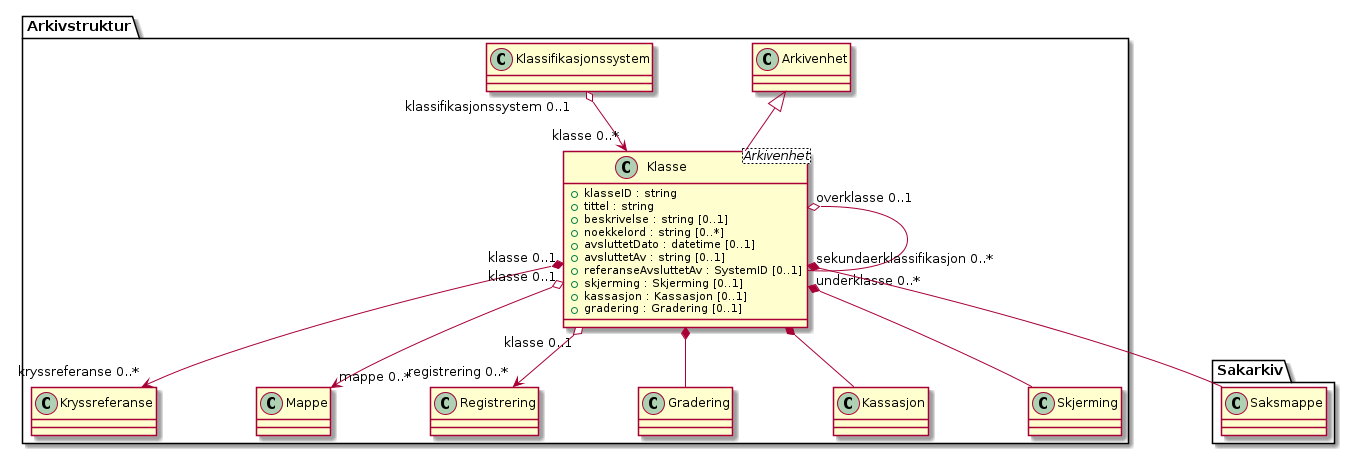 Arkivstruktur
C Klassifikasjonssystem
C Arkivenhet
klassifikasjonssystem 0..1
klasse 0..*
Arkivenhet
C Klasse
klasseID : string
tittel : string
beskrivelse : string [0..1]
noekkelord : string [0..*]
avsluttetDato : datetime [0..1]
avsluttetAv : string [0..1]
referanseAvsluttetAv : SystemID [0..1]
skjerming : Skjerming [0..1]
kassasjon : Kassasjon [0..1]
gradering : Gradering [0..1]
overklasse 0..1
klasse 0..1
sekundaerklassifikasjon 0..*
klasse 0..1
underklasse 0..*
klasse 0..1
kryssreferanse 0..*
mappe 0..*
registrering 0..*
Sakarkiv
C Kryssreferanse
C Mappe
C Registrering
C Gradering
C Kassasjon
C Skjerming
C Saksmappe